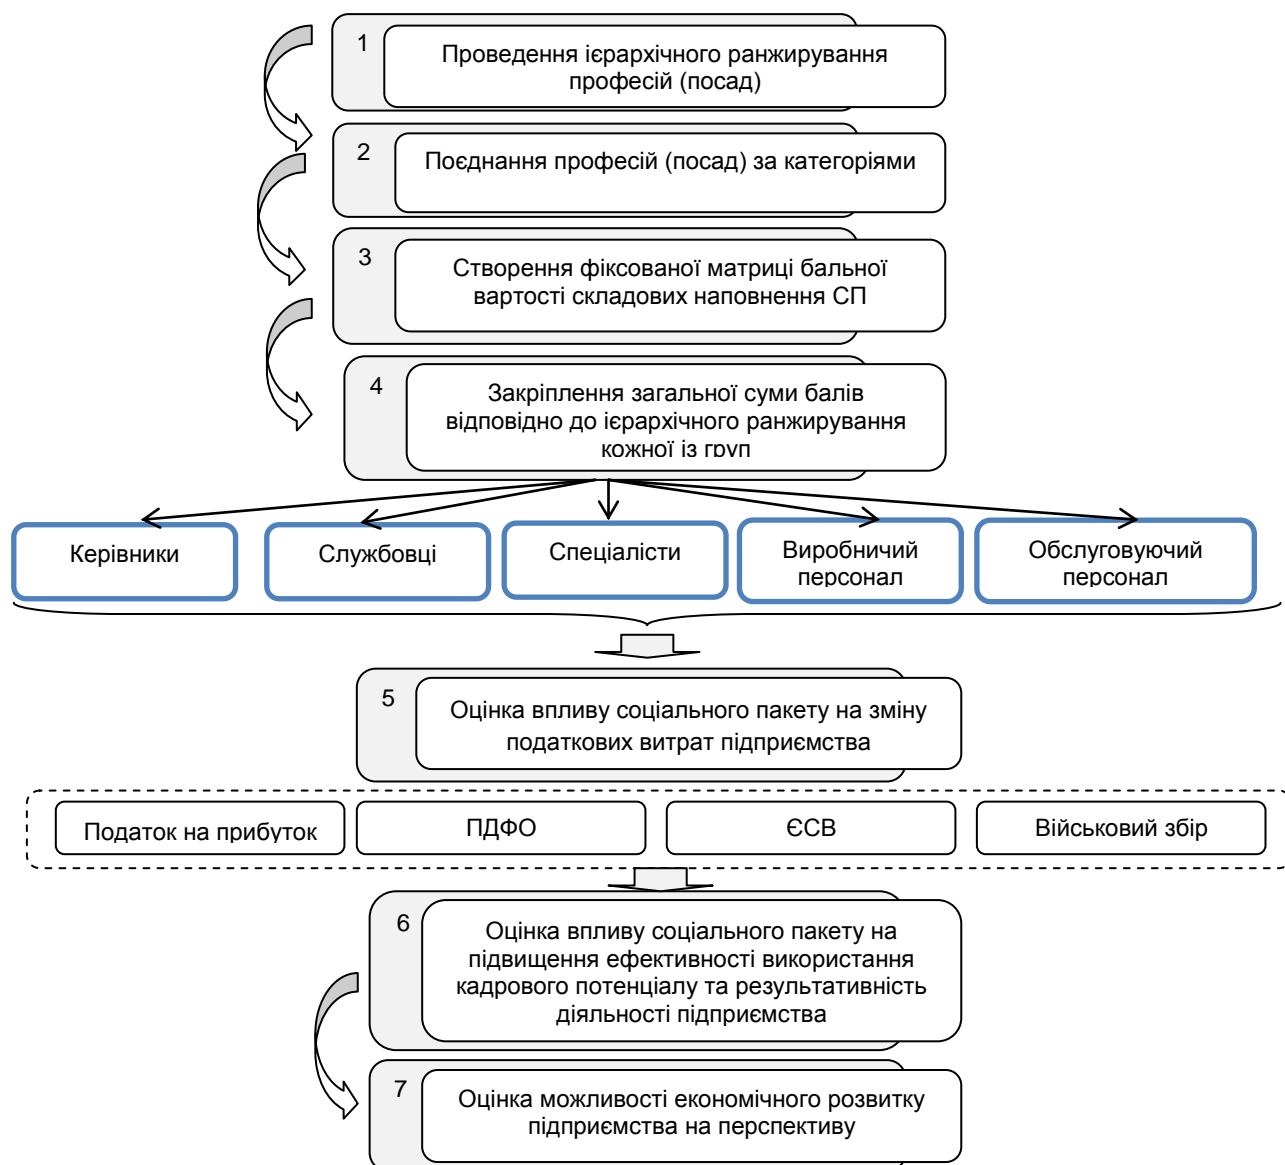 1
Проведення ієрархічного ранжирування
професій (посад)
2
Поєднання професій (посад) за категоріями
3
Створення фіксованої матриці бальної
вартості складових наповнення СП
4
Закріплення загальної суми балів
відповідно до ієрархічного ранжирування
кожної із груп
Керівники
Службовці
Спеціалісти
Виробничий
персонал
Обслуговуючий
персонал
5
Оцінка впливу соціального пакету на зміну
податкових витрат підприємства
Податок на прибуток
ПДФО
ЄСВ
Військовий збір
6
Оцінка впливу соціального пакету на
підвищення ефективності використання
кадрового потенціалу та результативність
діяльності підприємства
7
Оцінка можливості економічного розвитку
підприємства на перспективу